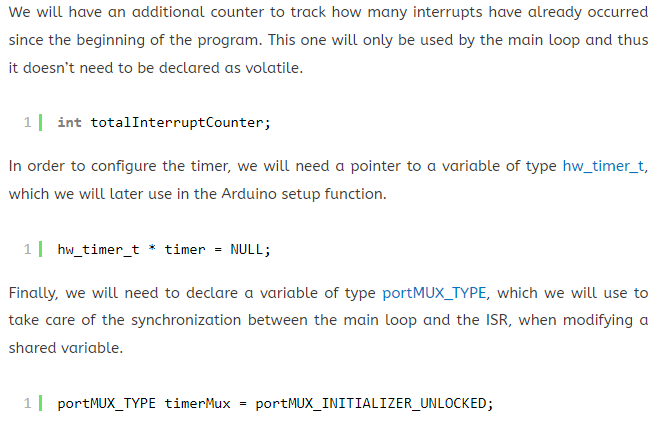 We will have an additional counter to track how many interrupts have already occurred
since the beginning of the program. This one will only be used by the main loop and thus
it doesn't need to be declared as volatile.
1 int totalInterruptCounter;
In order to configure the timer, we will need a pointer to a variable of type hw_timer_t,
which we will later use in the Arduino setup function.
1 hw_timer_t * timer = NULL;
Finally, we will need to declare a variable of type portMUX_TYPE, which we will use to
take care of the synchronization between the main loop and the ISR, when modifying a
shared variable.
1 portMUX_TYPE timerMux = portMUX_INITIALIZER_UNLOCKED;